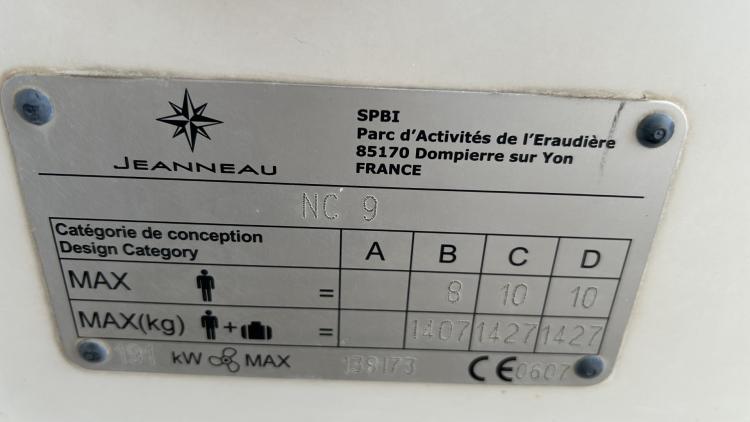 JEANNEAU
SPBI
Parc d'Activités de l'Eraudière
85170 Dompierre sur Yon
FRANCE
NC 9
Catégorie de conception
Design Category
A B C D
MAX = 8 10 10
MAX(kg) + = 1407 1427 1427
kW MAX 138173 CE 0607